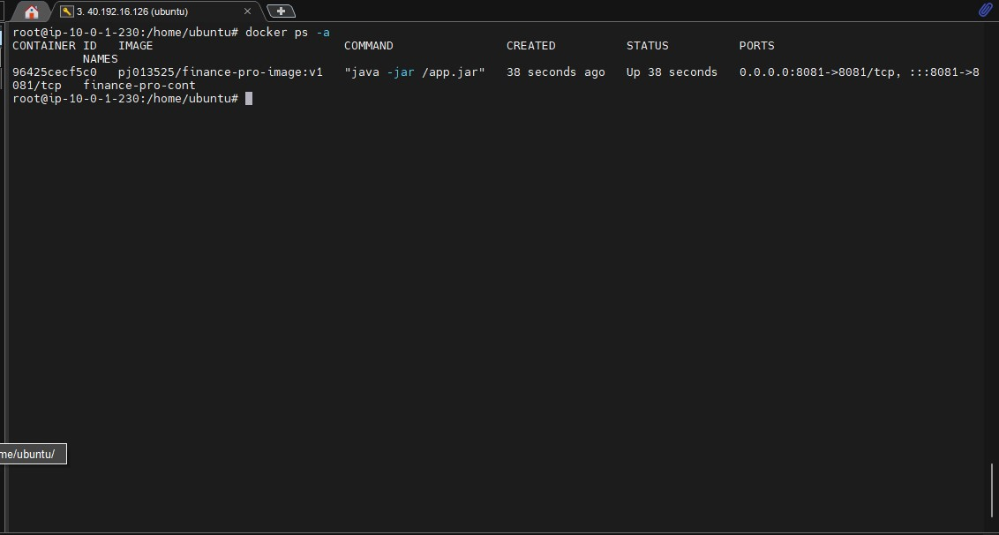 3. 40.192.16.126 (ubuntu)
root@ip-10-0-1-230:/home/ubuntu# docker ps -a
CONTAINER ID   IMAGE                           COMMAND                CREATED          STATUS          PORTS
          NAMES
96425cecf5c0   pj013525/finance-pro-image:v1   "java -jar /app.jar"   38 seconds ago   Up 38 seconds   0.0.0.0:8081->8081/tcp, :::8081->8
081/tcp   finance-pro-cont
root@ip-10-0-1-230:/home/ubuntu#
me/ubuntu/